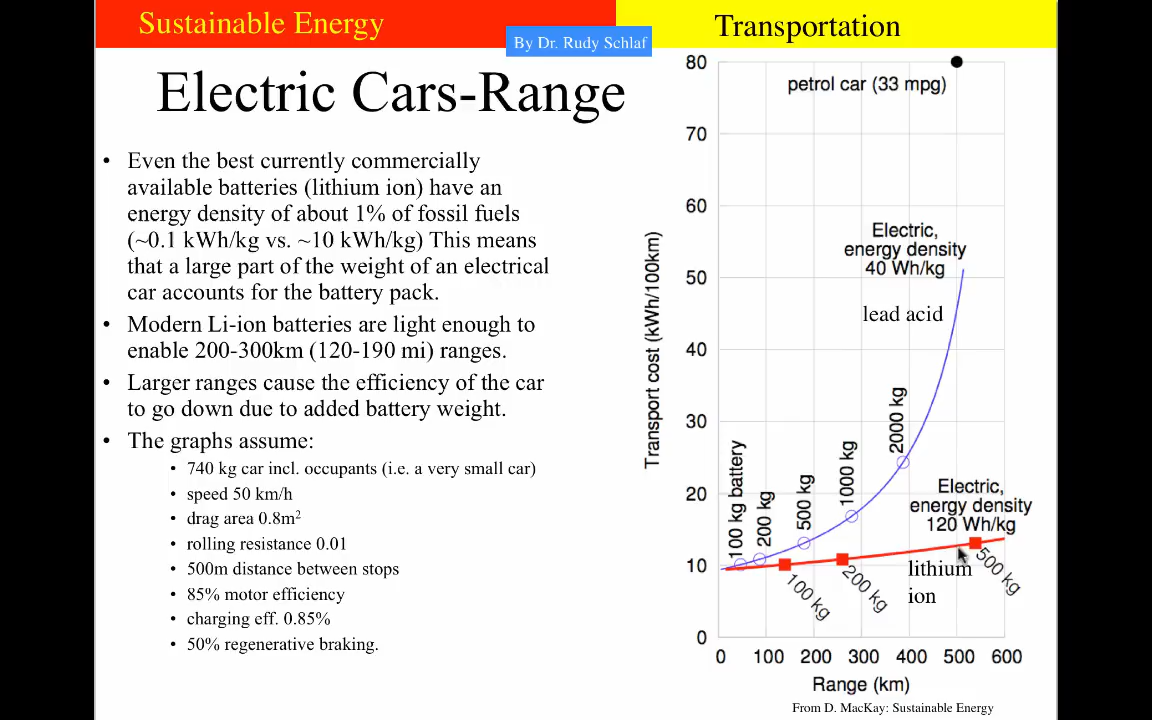 Sustainable Energy
By Dr. Rudy Schlaf
Transportation
Electric Cars-Range
• Even the best currently commercially
available batteries (lithium ion) have an
energy density of about 1% of fossil fuels
(~0.1 kWh/kg vs. ~10 kWh/kg) This means
that a large part of the weight of an electrical
car accounts for the battery pack.
• Modern Li-ion batteries are light enough to
enable 200-300km (120-190 mi) ranges.
• Larger ranges cause the efficiency of the car
to go down due to added battery weight.
• The graphs assume:
• 740 kg car incl. occupants (i.e. a very small car)
• speed 50 km/h
• drag area 0.8m²
• rolling resistance 0.01
• 500m distance between stops
• 85% motor efficiency
• charging eff. 0.85%
• 50% regenerative braking.
Transport cost (kWh/100km)
80
70
60
50
40
30
20
10
0
petrol car (33 mpg)
Electric,
energy density
40 Wh/kg
lead acid
100 kg battery
200 kg
500 kg
1000 kg
2000 kg
Electric,
energy density
120 Wh/kg
100 kg
200 kg
500 kg
lithium
ion
0 100 200 300 400 500 600
Range (km)
From D. MacKay: Sustainable Energy